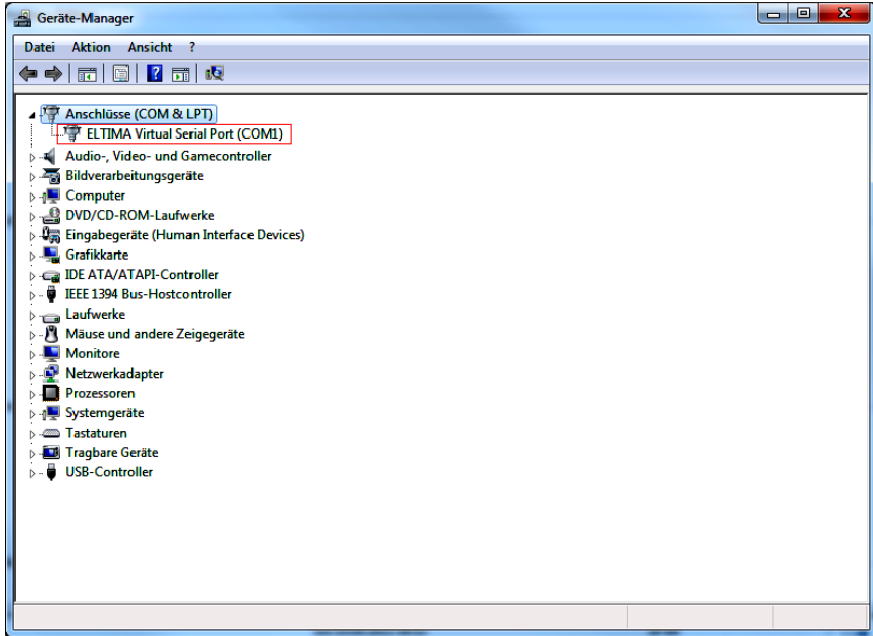 Geräte-Manager
Datei Aktion Ansicht ?
Anschlüsse (COM & LPT)
ELTIMA Virtual Serial Port (COM1)
Audio-, Video- und Gamecontroller
Bildverarbeitungsgeräte
Computer
DVD/CD-ROM-Laufwerke
Eingabegeräte (Human Interface Devices)
Grafikkarte
IDE ATA/ATAPI-Controller
IEEE 1394 Bus-Hostcontroller
Laufwerke
Mäuse und andere Zeigegeräte
Monitore
Netzwerkadapter
Prozessoren
Systemgeräte
Tastaturen
Tragbare Geräte
USB-Controller